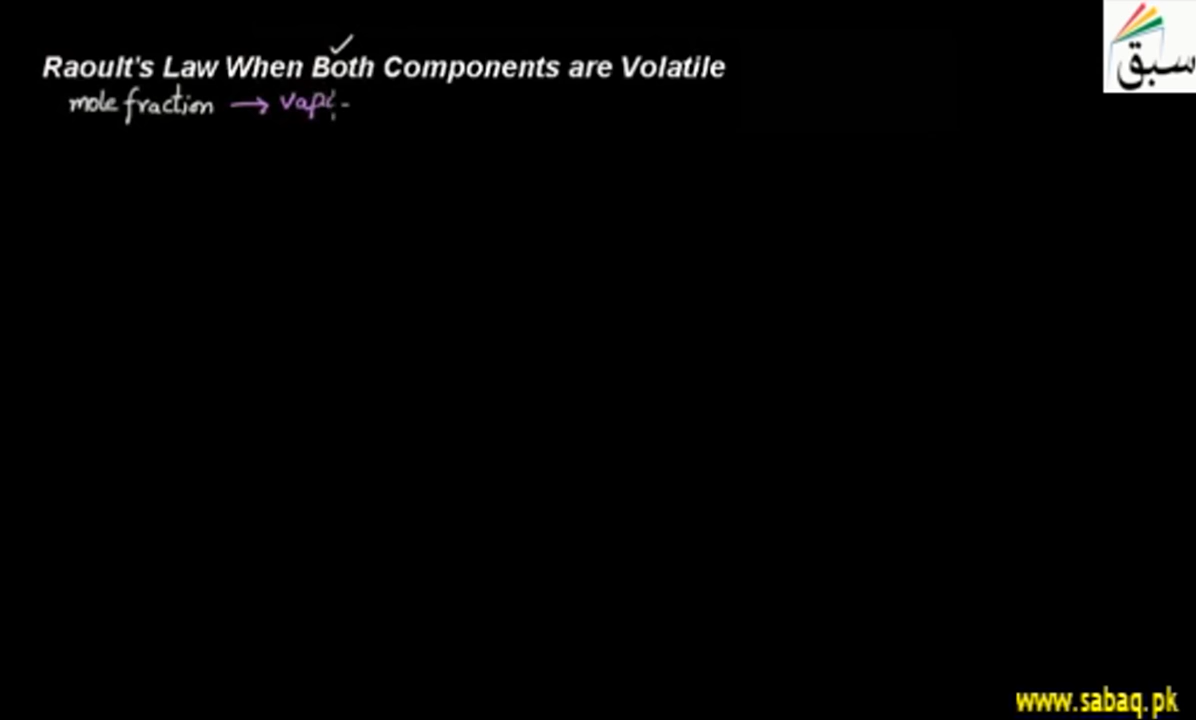 سبق
Raoult's Law When Both Components are Volatile
mole fraction → vap
www.sabaq.pk